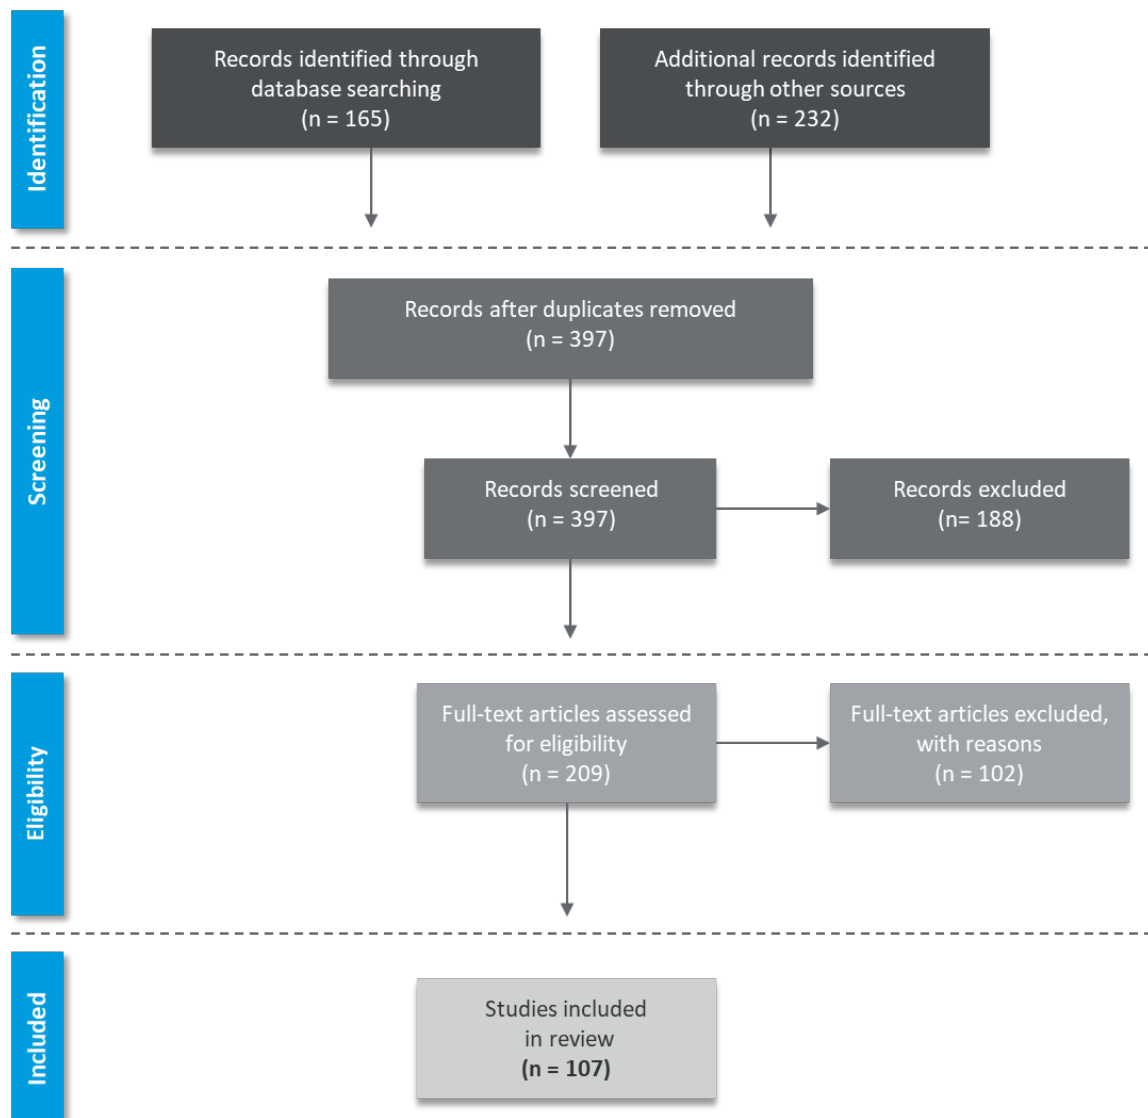 Identification
Records identified through
database searching
(n = 165)
Additional records identified
through other sources
(n = 232)
Screening
Records after duplicates removed
(n = 397)
Records screened
(n = 397)
Records excluded
(n= 188)
Eligibility
Full-text articles assessed
for eligibility
(n = 209)
Full-text articles excluded,
with reasons
(n = 102)
Included
Studies included
in review
(n = 107)